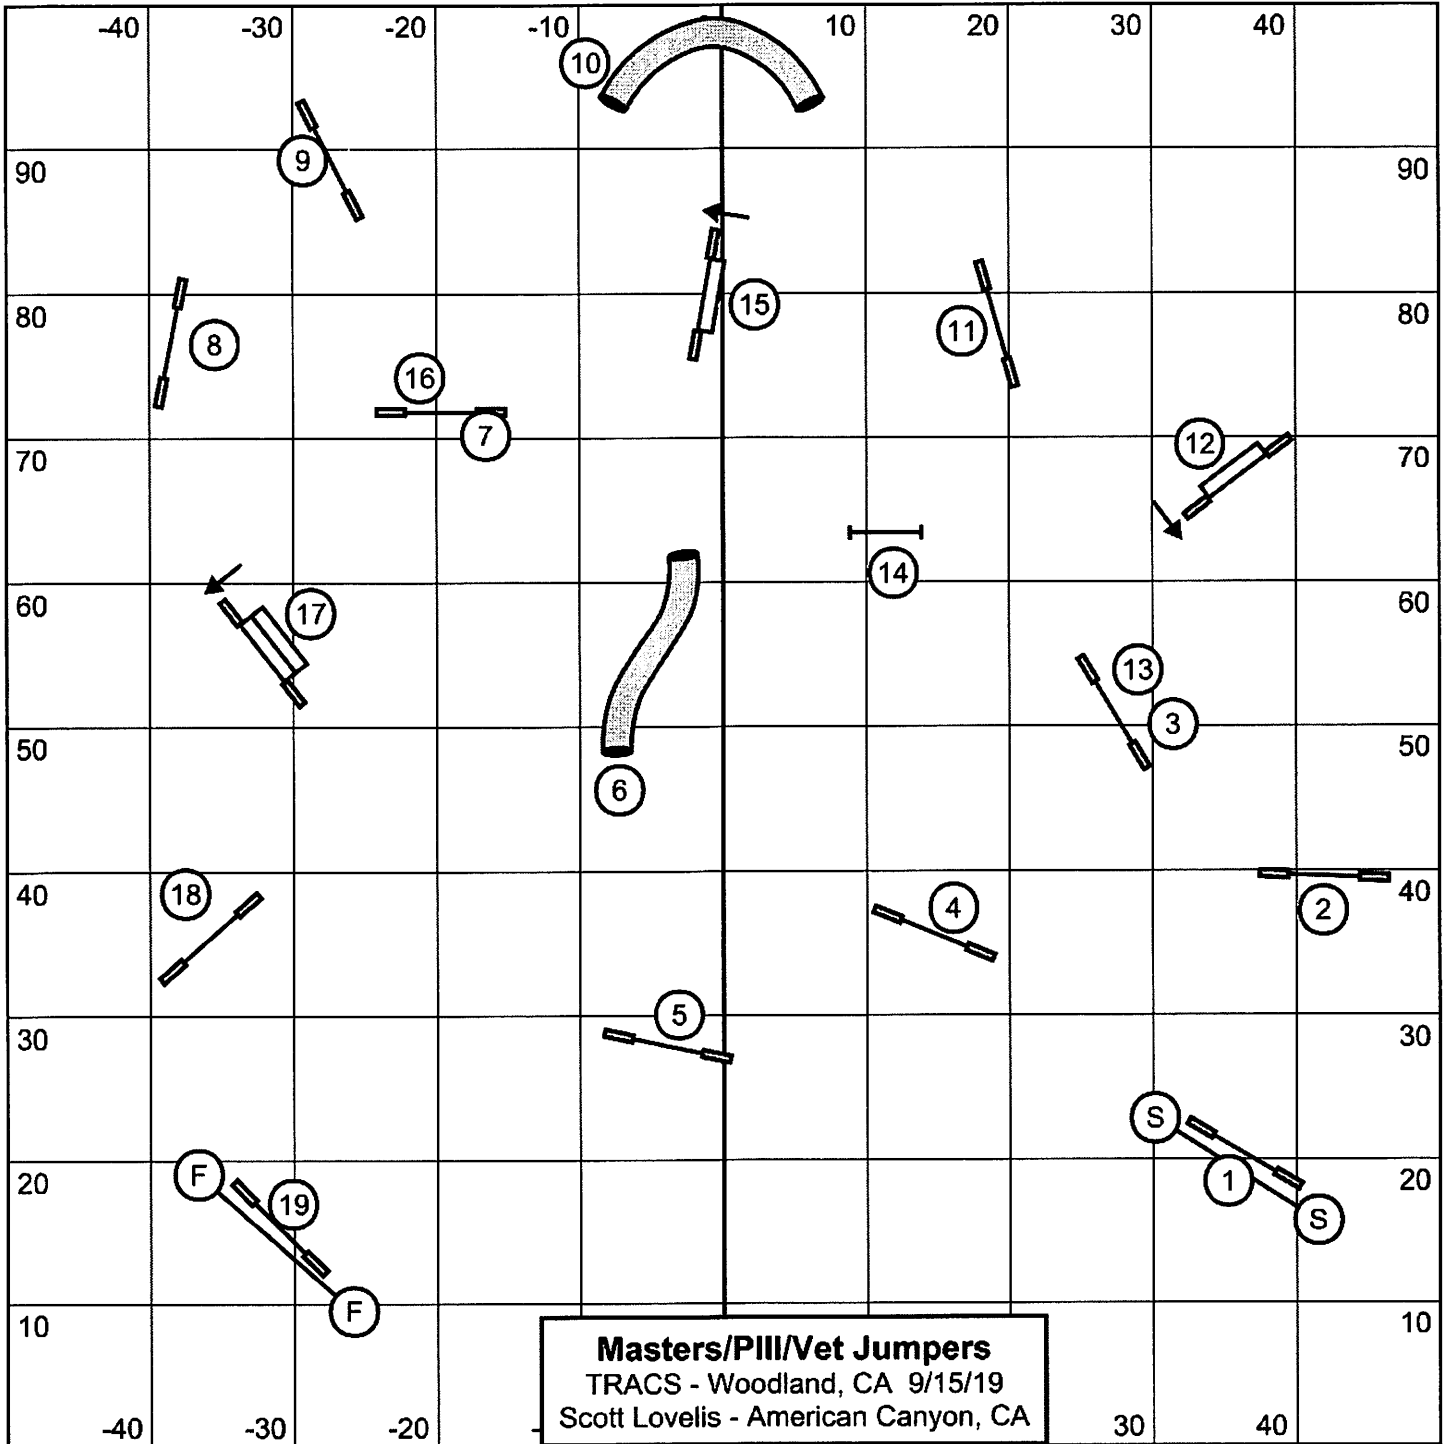 -40 -30 -20 -10 10 20 30 40
10
9
90 90
15
8 11
80 80
16
7
12
70 70
14
17
60 60
13
3
50 50
6
18
40 4 40
2
5
30 30
S
F 1
20 19 20
S
F
10 10
Masters/PIII/Vet Jumpers
TRACS - Woodland, CA 9/15/19
Scott Lovelis - American Canyon, CA
-40 -30 -20 - 30 40